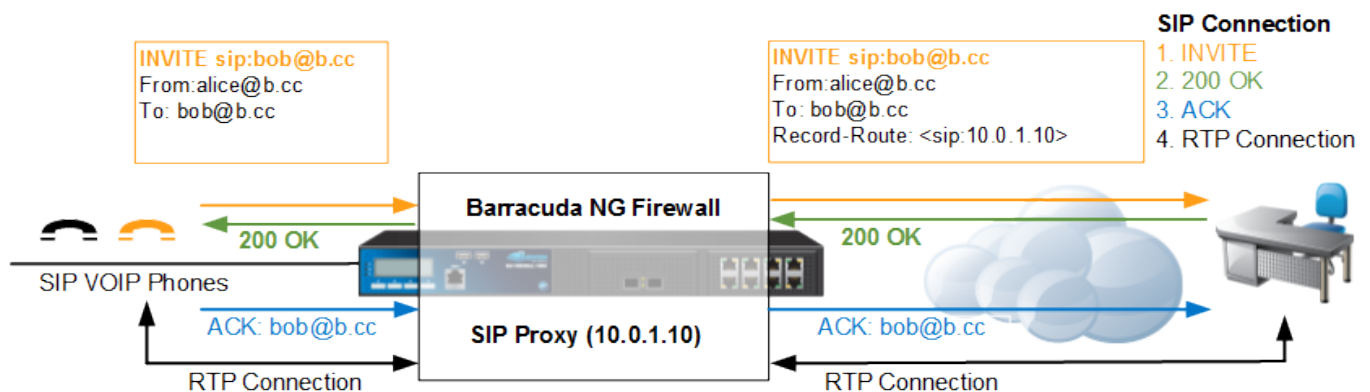 SIP Connection
1. INVITE
2. 200 OK
3. ACK
4. RTP Connection
INVITE sip:bob@b.cc
From:alice@b.cc
To: bob@b.cc
INVITE sip:bob@b.cc
From:alice@b.cc
To: bob@b.cc
Record-Route: <sip:10.0.1.10>
Barracuda NG Firewall
200 OK
200 OK
SIP VOIP Phones
ACK: bob@b.cc
SIP Proxy (10.0.1.10)
ACK: bob@b.cc
RTP Connection
RTP Connection